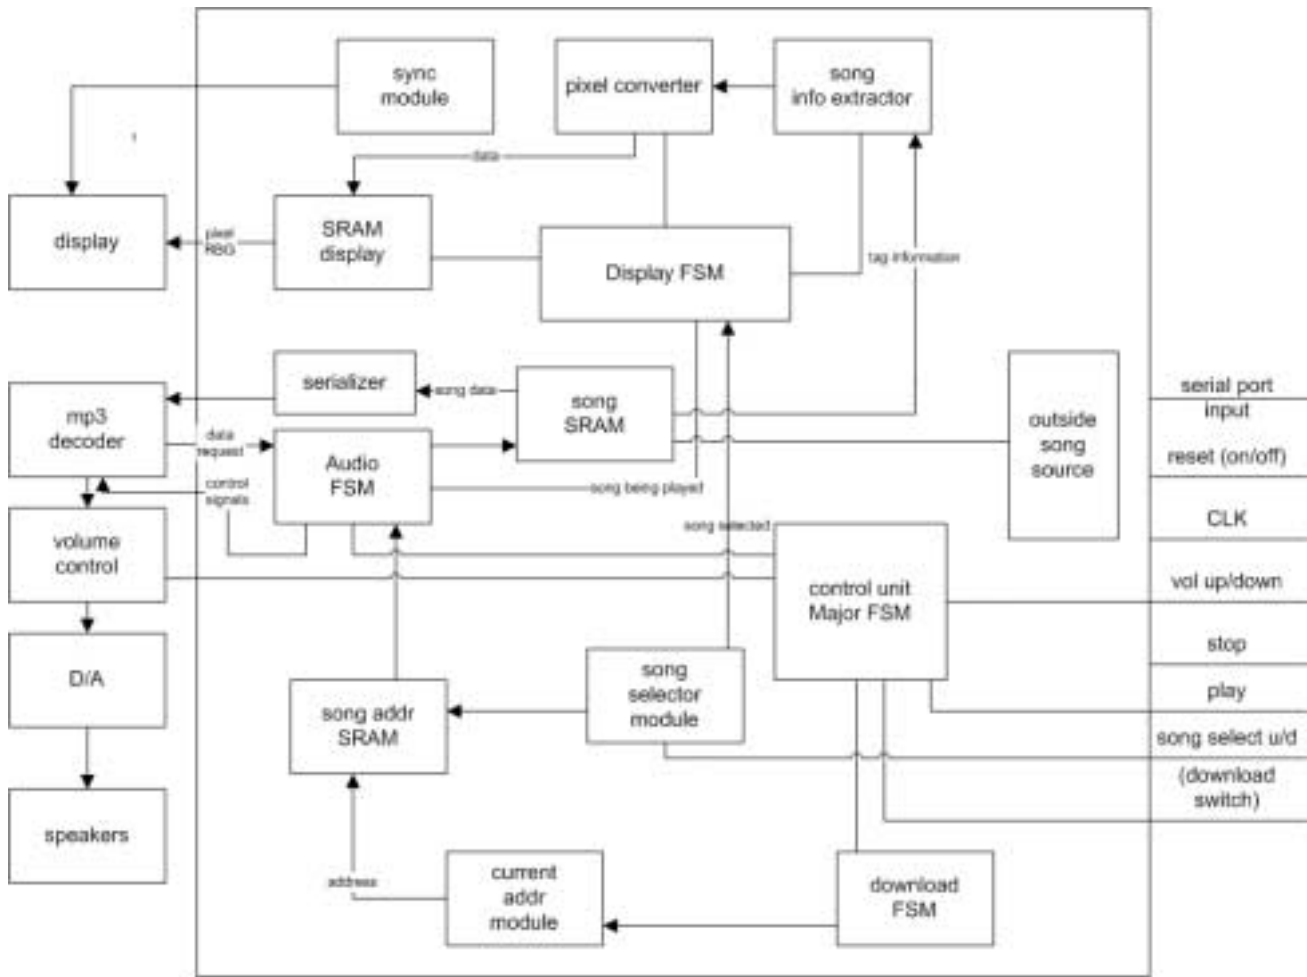 sync
module
pixel converter
song
info extractor
data
display
pixel
RBG
SRAM
display
Display FSM
tag information
serializer
song data
song
SRAM
outside
song
source
serial port
input
mp3
decoder
data
request
Audio
FSM
control
signals
song being played
reset (on/off)
song selected
CLK
volume
control
control unit
Major FSM
vol up/down
stop
D/A
song addr
SRAM
song
selector
module
play
song select u/d
(download
switch)
speakers
address
current
addr
module
download
FSM